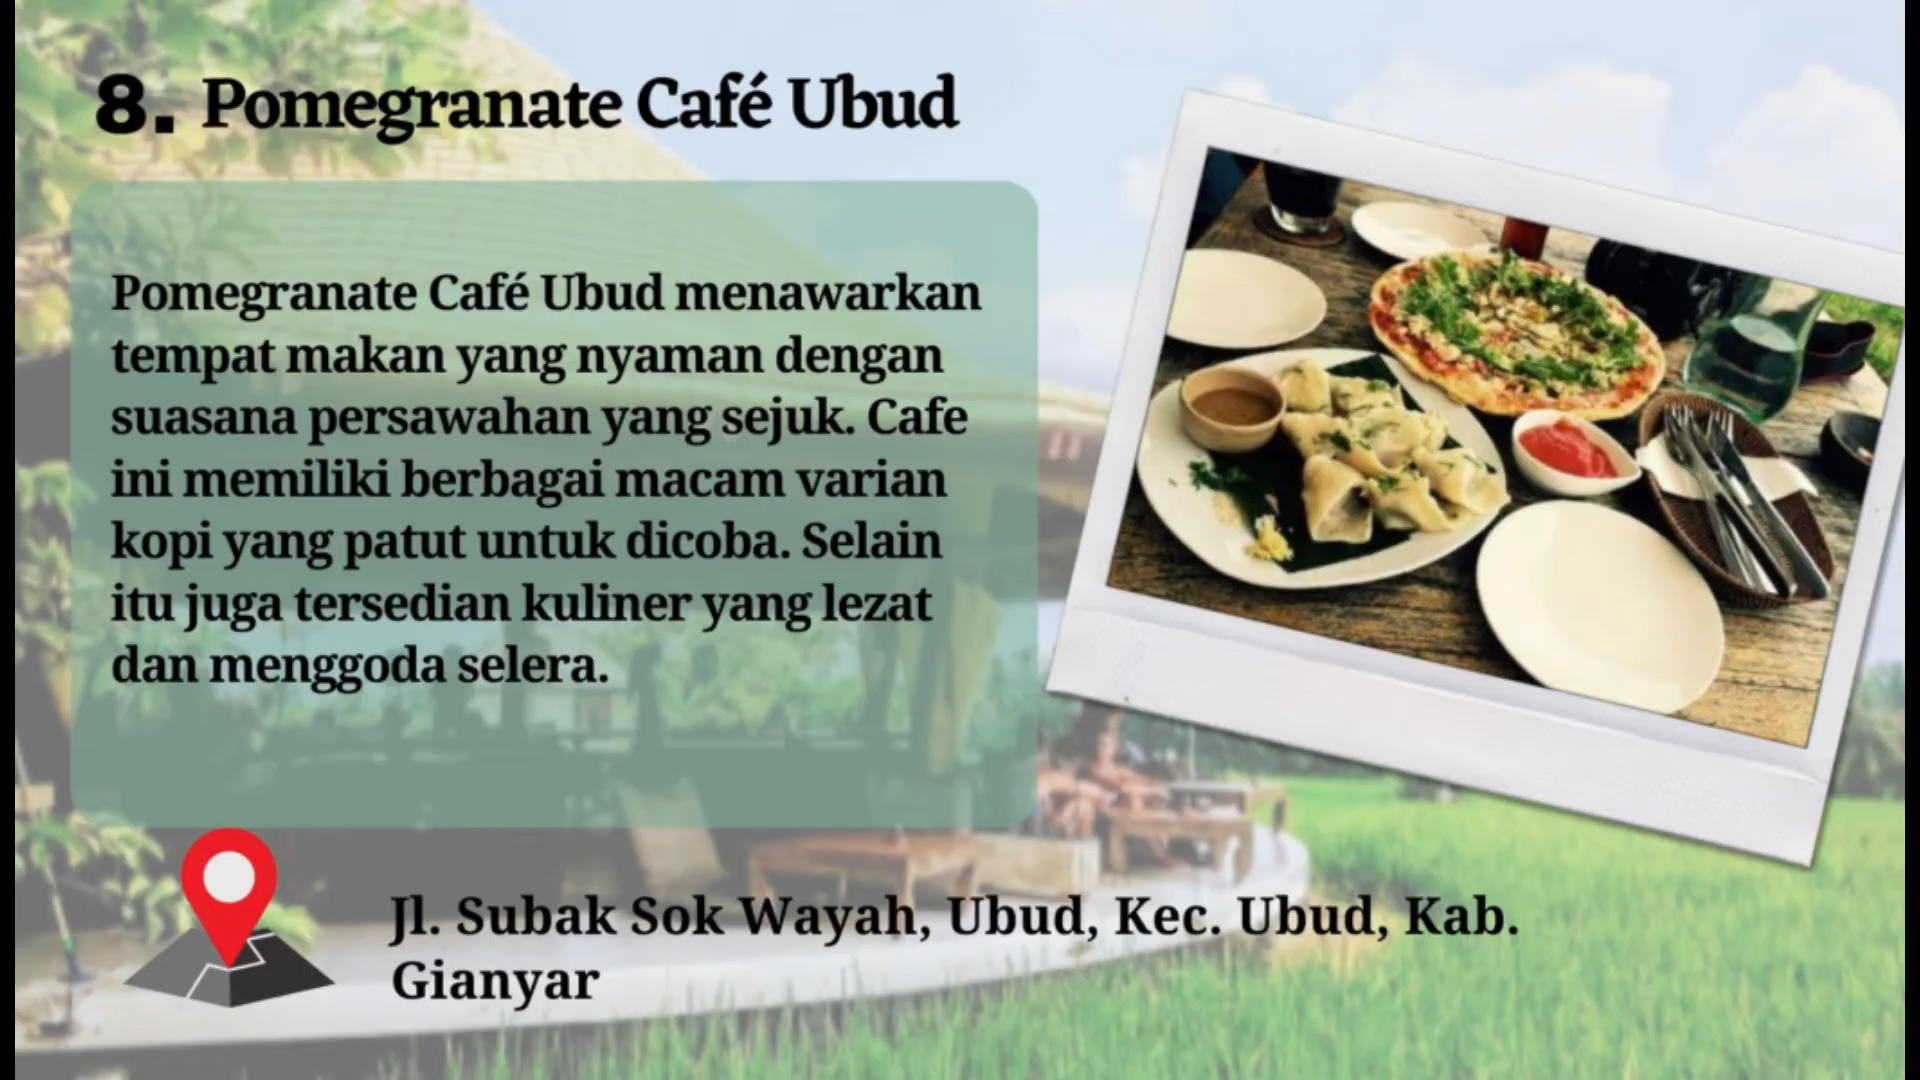 8. Pomegranate Café Ubud
Pomegranate Café Ubud menawarkan
tempat makan yang nyaman dengan
suasana persawahan yang sejuk. Cafe
ini memiliki berbagai macam varian
kopi yang patut untuk dicoba. Selain
itu juga tersedian kuliner yang lezat
dan menggoda selera.
Jl. Subak Sok Wayah, Ubud, Kec. Ubud, Kab.
Gianyar